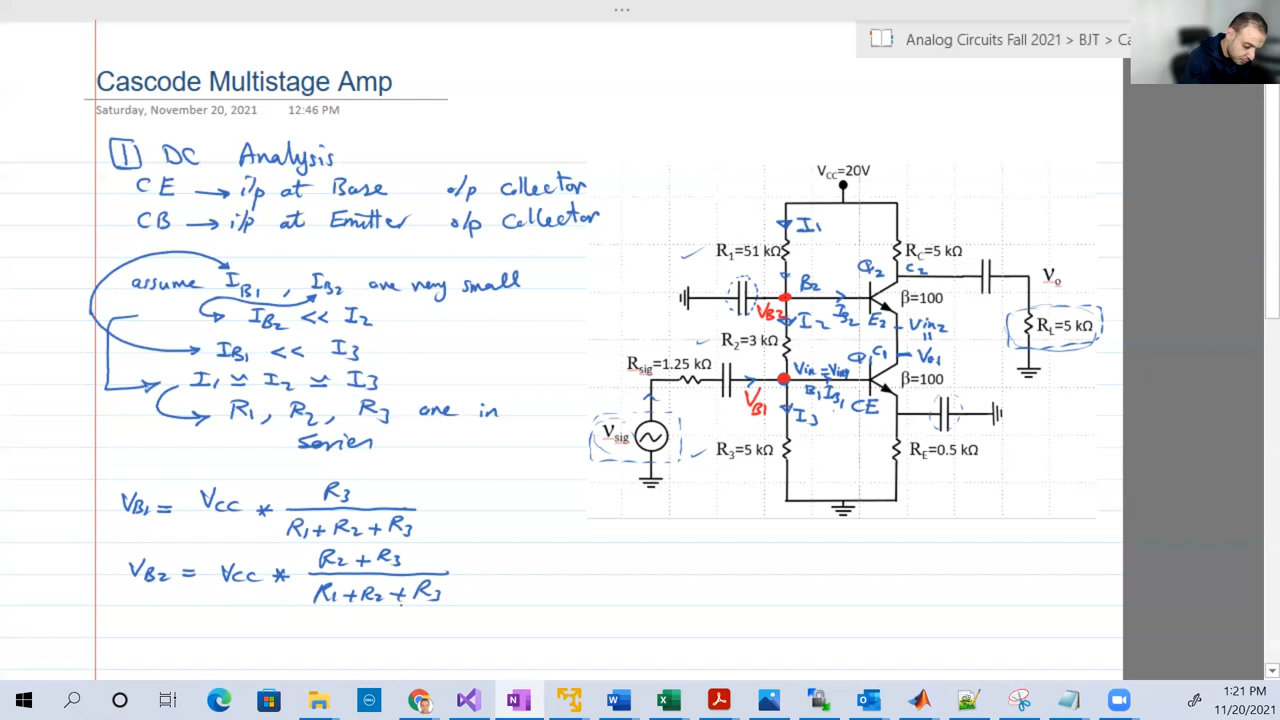 Analog Circuits Fall 2021 > BJT > Ca
Cascode Multistage Amp
Saturday, November 20, 2021 12:46 PM
1 DC Analysis
CE → i/p at Base o/p collector
CB → i/p at Emitter o/p collector
assume IB1 , IB2 are very small
IB2 << I2
IB1 << I3
I1 ≃ I2 ≃ I3
R1, R2, R3 are in
series
VB1 = VCC * R3 / R1 + R2 + R3
VB2 = VCC * R2 + R3 / R1 + R2 + R3
VCC=20V
I1
R1=51 kΩ
RC=5 kΩ
Q2 C2
B2
vo
β=100
VB2
I2
IB2
E2
Vin2
=
RL=5 kΩ
R2=3 kΩ
Vo1
Rsig=1.25 kΩ
Vin = Vin1
Q1 C1
β=100
VB1
B1 IB1
CE
I3
vsig
R3=5 kΩ
RE=0.5 kΩ
1:21 PM
11/20/2021